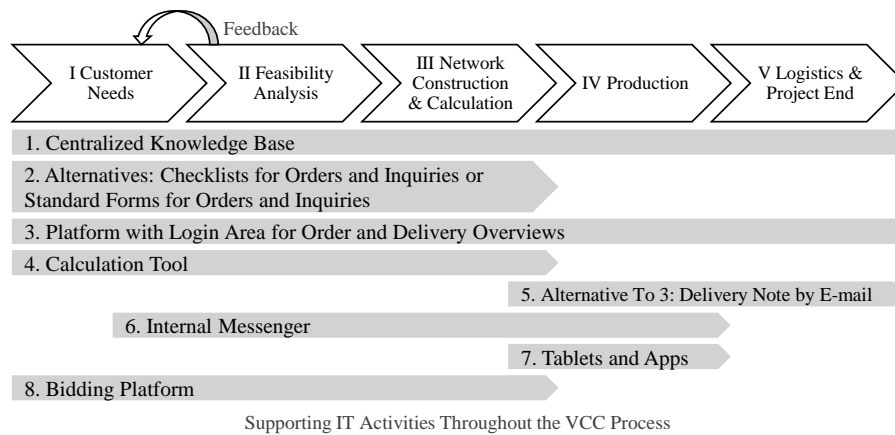 Feedback
I Customer
Needs
II Feasibility
Analysis
III Network
Construction
& Calculation
IV Production
V Logistics &
Project End
1. Centralized Knowledge Base
2. Alternatives: Checklists for Orders and Inquiries or
Standard Forms for Orders and Inquiries
3. Platform with Login Area for Order and Delivery Overviews
4. Calculation Tool
5. Alternative To 3: Delivery Note by E-mail
6. Internal Messenger
7. Tablets and Apps
8. Bidding Platform
Supporting IT Activities Throughout the VCC Process